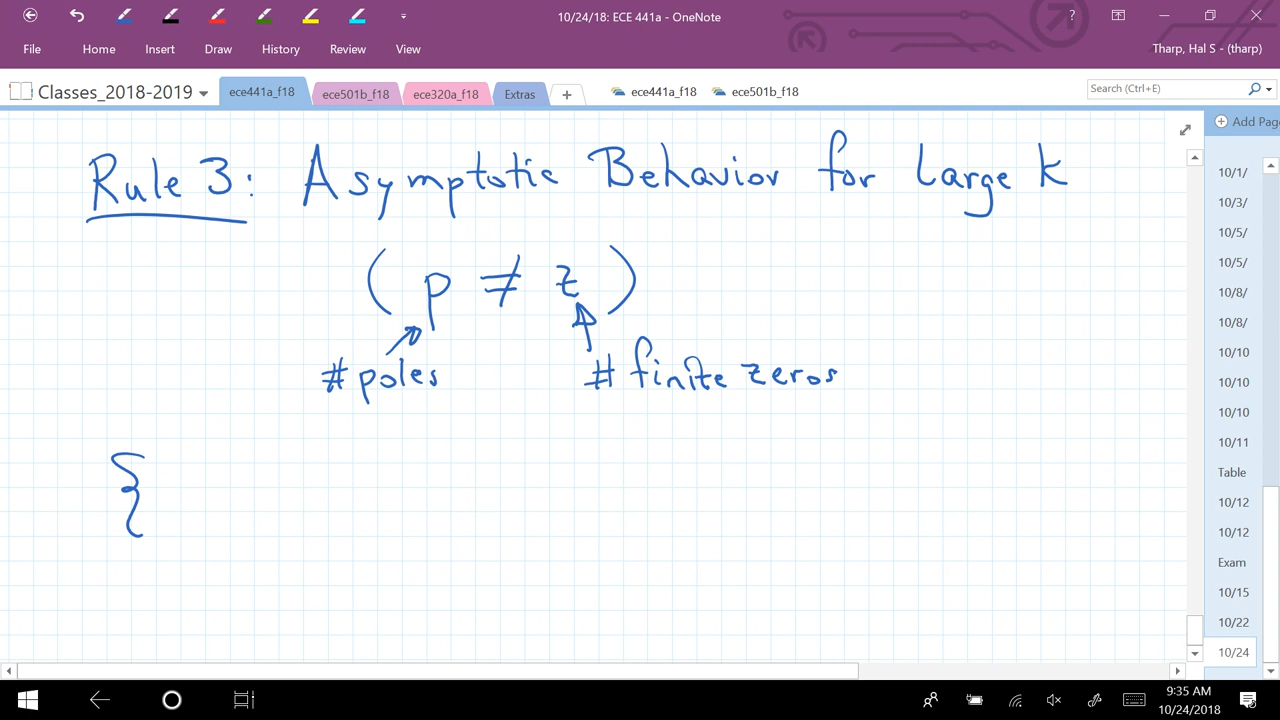 10/24/18: ECE 441a - OneNote
?
File Home Insert Draw History Review View
Tharp, Hal S - (tharp)
Classes_2018-2019 ece441a_f18 ece501b_f18 ece320a_f18 Extras + ece441a_f18 ece501b_f18
Search (Ctrl+E)
Add Page
Rule 3: Asymptotic Behavior for Large k
( p ≠ z )
# poles # finite zeros
{
10/1/
10/3/
10/5/
10/5/
10/8/
10/8/
10/10
10/10
10/10
10/11
Table
10/12
10/12
Exam
10/15
10/22
10/24
9:35 AM
10/24/2018